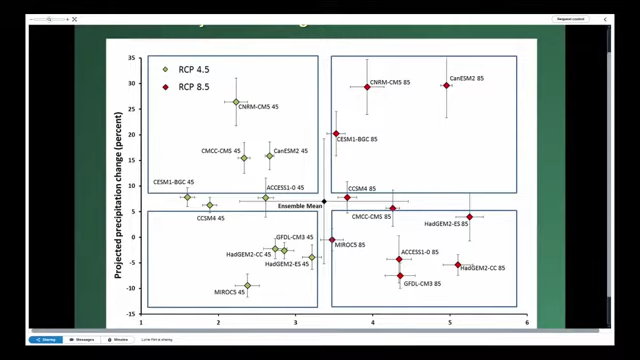 Request control
Projected precipitation change (percent)
35
30
25
20
15
10
5
0
-5
-10
-15
1
2
3
4
5
6
RCP 4.5
RCP 8.5
CNRM-CM5 45
CMCC-CM5 45
CanESM2 45
CESM1-BGC 45
ACCESS1-0 45
CCSM4 45
Ensemble Mean
GFDL-CM3 45
HadGEM2-CC 45
HadGEM2-ES 45
MIROC5 45
CNRM-CM5 85
CanESM2 85
CESM1-BGC 85
CCSM4 85
CMCC-CMS 85
HadGEM2-ES 85
MIROC5 85
ACCESS1-0 85
HadGEM2-CC 85
GFDL-CM3 85
Sharing
Messages
Minutes